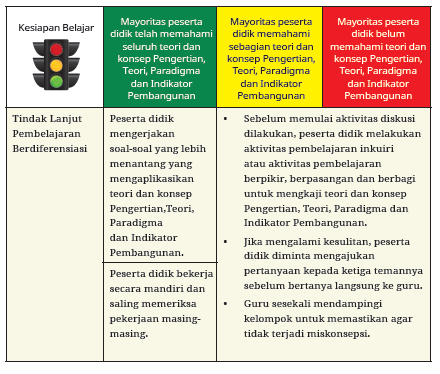 Kesiapan Belajar
Mayoritas peserta
didik telah memahami
seluruh teori dan
konsep Pengertian,
Teori, Paradigma
dan Indikator
Pembangunan
Mayoritas peserta
didik memahami
sebagian teori dan
konsep Pengertian,
Teori, Paradigma
dan Indikator
Pembangunan
Mayoritas peserta
didik belum
memahami teori dan
konsep Pengertian,
Teori, Paradigma
dan Indikator
Pembangunan
Tindak Lanjut
Pembelajaran
Berdiferensiasi
Peserta didik
mengerjakan
soal-soal yang lebih
menantang yang
mengaplikasikan
teori dan konsep
Pengertian,Teori,
Paradigma
dan Indikator
Pembangunan.
Peserta didik bekerja
secara mandiri dan
saling memeriksa
pekerjaan masing-
masing.
• Sebelum memulai aktivitas diskusi
dilakukan, peserta didik melakukan
aktivitas pembelajaran inkuiri
atau aktivitas pembelajaran
berpikir, berpasangan dan berbagi
untuk mengkaji teori dan konsep
Pengertian, Teori, Paradigma dan
Indikator Pembangunan.
• Jika mengalami kesulitan, peserta
didik diminta mengajukan
pertanyaan kepada ketiga temannya
sebelum bertanya langsung ke guru.
• Guru sesekali mendampingi
kelompok untuk memastikan agar
tidak terjadi miskonsepsi.